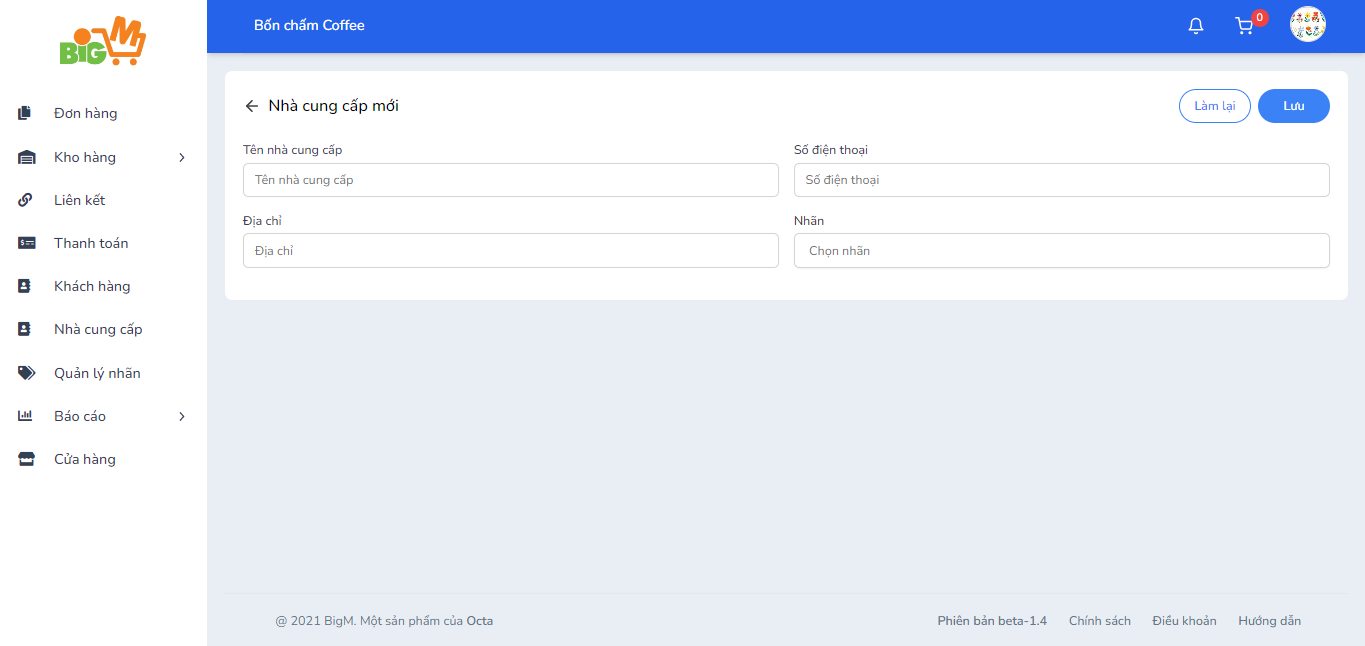 BIG M
Bốn chấm Coffee
0
Đơn hàng
Kho hàng
Liên kết
Thanh toán
Khách hàng
Nhà cung cấp
Quản lý nhãn
Báo cáo
Cửa hàng
Nhà cung cấp mới
Làm lại
Lưu
Tên nhà cung cấp
Số điện thoại
Tên nhà cung cấp
Số điện thoại
Địa chỉ
Nhãn
Địa chỉ
Chọn nhãn
@ 2021 BigM. Một sản phẩm của Octa
Phiên bản beta-1.4
Chính sách
Điều khoản
Hướng dẫn